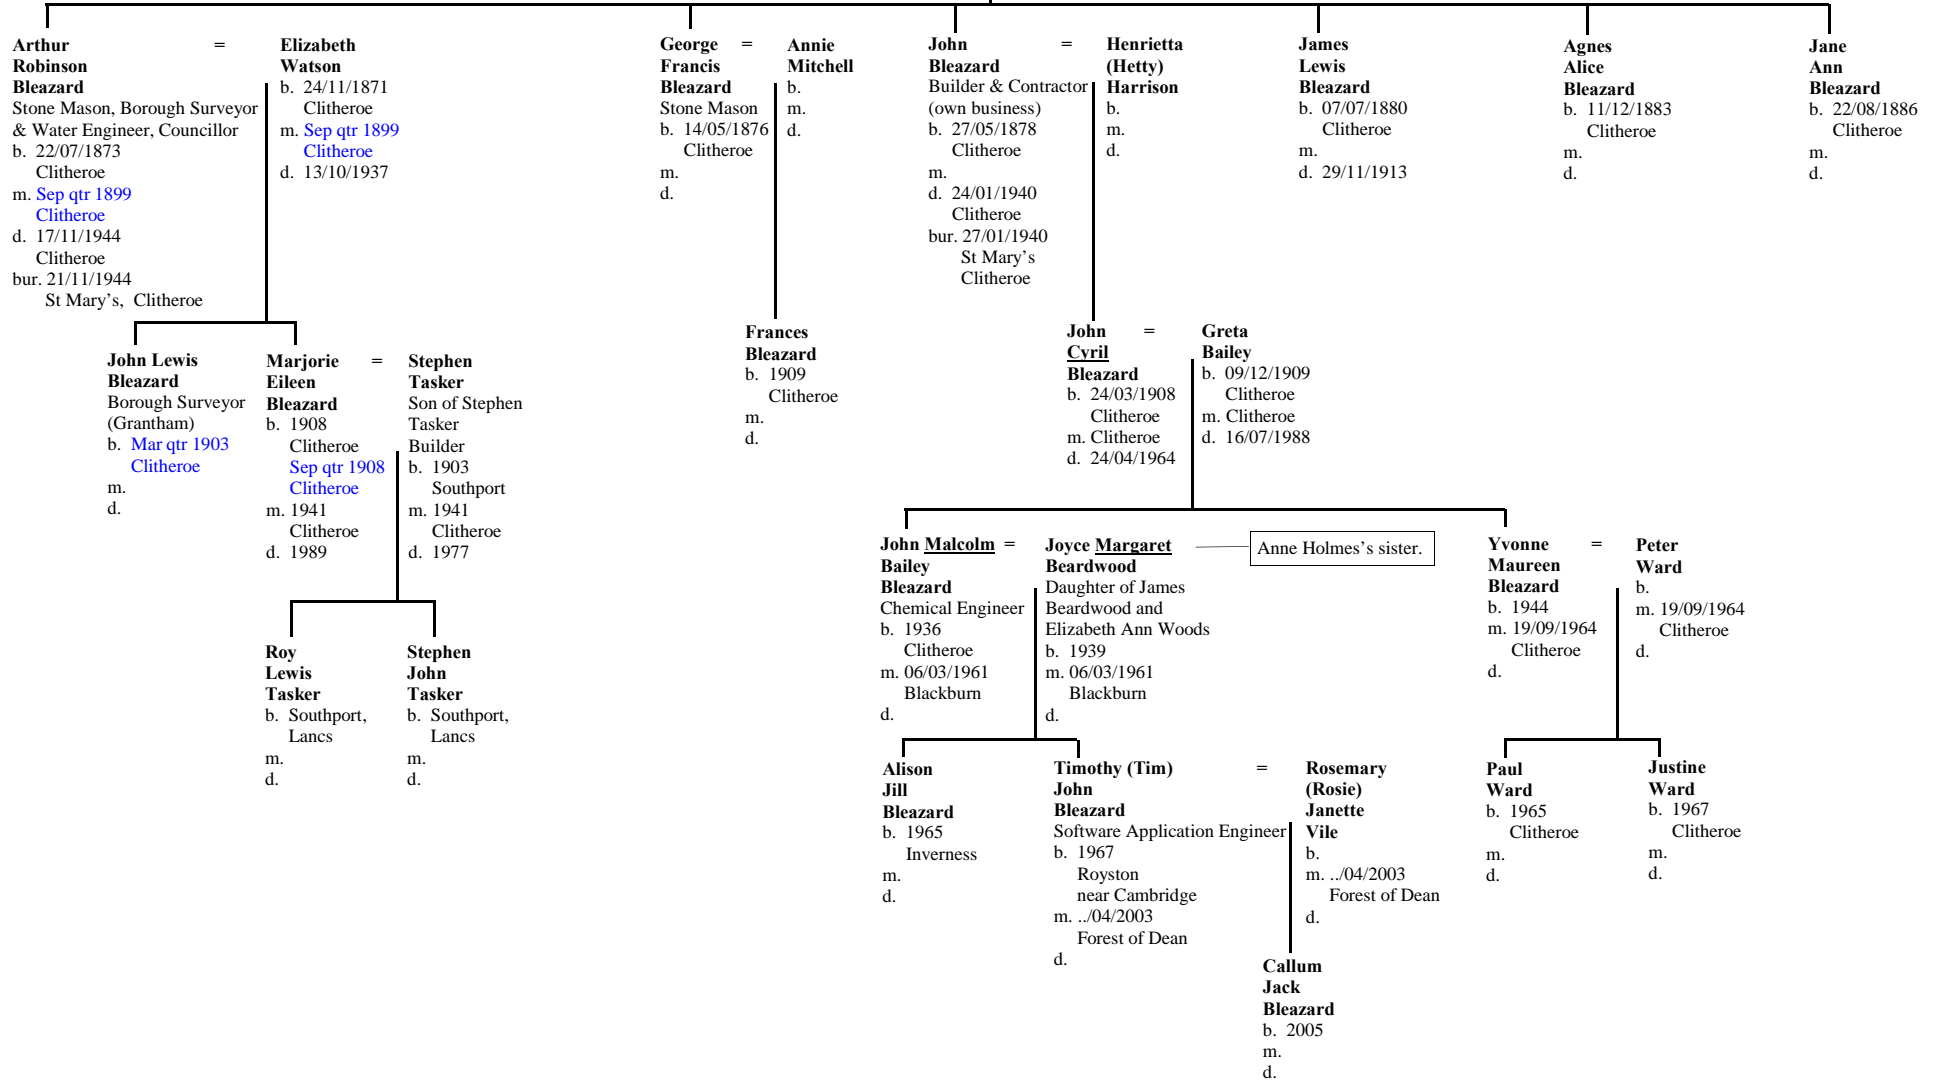 Arthur
Robinson
Bleazard
Stone Mason, Borough Surveyor
& Water Engineer, Councillor
b. 22/07/1873
Clitheroe
m. Sep qtr 1899
Clitheroe
d. 17/11/1944
Clitheroe
bur. 21/11/1944
St Mary’s, Clitheroe
=
Elizabeth
Watson
b. 24/11/1871
Clitheroe
m. Sep qtr 1899
Clitheroe
d. 13/10/1937
George =
Francis
Bleazard
Stone Mason
b. 14/05/1876
Clitheroe
m.
d.
Annie
Mitchell
b.
m.
d.
John =
Bleazard
Builder & Contractor
(own business)
b. 27/05/1878
Clitheroe
m.
d. 24/01/1940
Clitheroe
bur. 27/01/1940
St Mary’s
Clitheroe
Henrietta
(Hetty)
Harrison
b.
m.
d.
James
Lewis
Bleazard
b. 07/07/1880
Clitheroe
m.
d. 29/11/1913
Agnes
Alice
Bleazard
b. 11/12/1883
Clitheroe
m.
d.
Jane
Ann
Bleazard
b. 22/08/1886
Clitheroe
m.
d.
John Lewis
Bleazard
Borough Surveyor
(Grantham)
b. Mar qtr 1903
Clitheroe
m.
d.
Marjorie =
Eileen
Bleazard
b. 1908
Clitheroe
Sep qtr 1908
Clitheroe
m. 1941
Clitheroe
d. 1989
Stephen
Tasker
Son of Stephen
Tasker
Builder
b. 1903
Southport
m. 1941
Clitheroe
d. 1977
Frances
Bleazard
b. 1909
Clitheroe
m.
d.
John =
Cyril
Bleazard
b. 24/03/1908
Clitheroe
m. Clitheroe
d. 24/04/1964
Greta
Bailey
b. 09/12/1909
Clitheroe
m. Clitheroe
d. 16/07/1988
John Malcolm =
Bailey
Bleazard
Chemical Engineer
b. 1936
Clitheroe
m. 06/03/1961
Blackburn
d.
Joyce Margaret
Beardwood
Daughter of James
Beardwood and
Elizabeth Ann Woods
b. 1939
m. 06/03/1961
Blackburn
d.
Anne Holmes’s sister.
Yvonne =
Maureen
Bleazard
b. 1944
m. 19/09/1964
Clitheroe
d.
Peter
Ward
b.
m. 19/09/1964
Clitheroe
d.
Roy
Lewis
Tasker
b. Southport,
Lancs
m.
d.
Stephen
John
Tasker
b. Southport,
Lancs
m.
d.
Alison
Jill
Bleazard
b. 1965
Inverness
m.
d.
Timothy (Tim) =
John
Bleazard
Software Application Engineer
b. 1967
Royston
near Cambridge
m. ../04/2003
Forest of Dean
d.
Rosemary
(Rosie)
Janette
Vile
b.
m. ../04/2003
Forest of Dean
d.
Paul
Ward
b. 1965
Clitheroe
m.
d.
Justine
Ward
b. 1967
Clitheroe
m.
d.
Callum
Jack
Bleazard
b. 2005
m.
d.